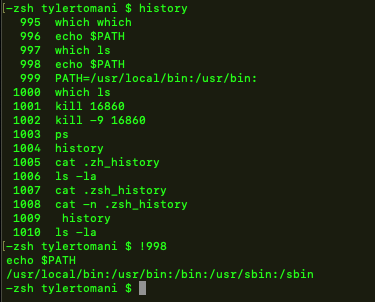 [-zsh tylertomani $ history
995 which which
996 echo $PATH
997 which ls
998 echo $PATH
999 PATH=/usr/local/bin:/usr/bin:
1000 which ls
1001 kill 16860
1002 kill -9 16860
1003 ps
1004 history
1005 cat .zh_history
1006 ls -la
1007 cat .zsh_history
1008 cat -n .zsh_history
1009 history
1010 ls -la
[-zsh tylertomani $ !998
echo $PATH
/usr/local/bin:/usr/bin:/bin:/usr/sbin:/sbin
-zsh tylertomani $